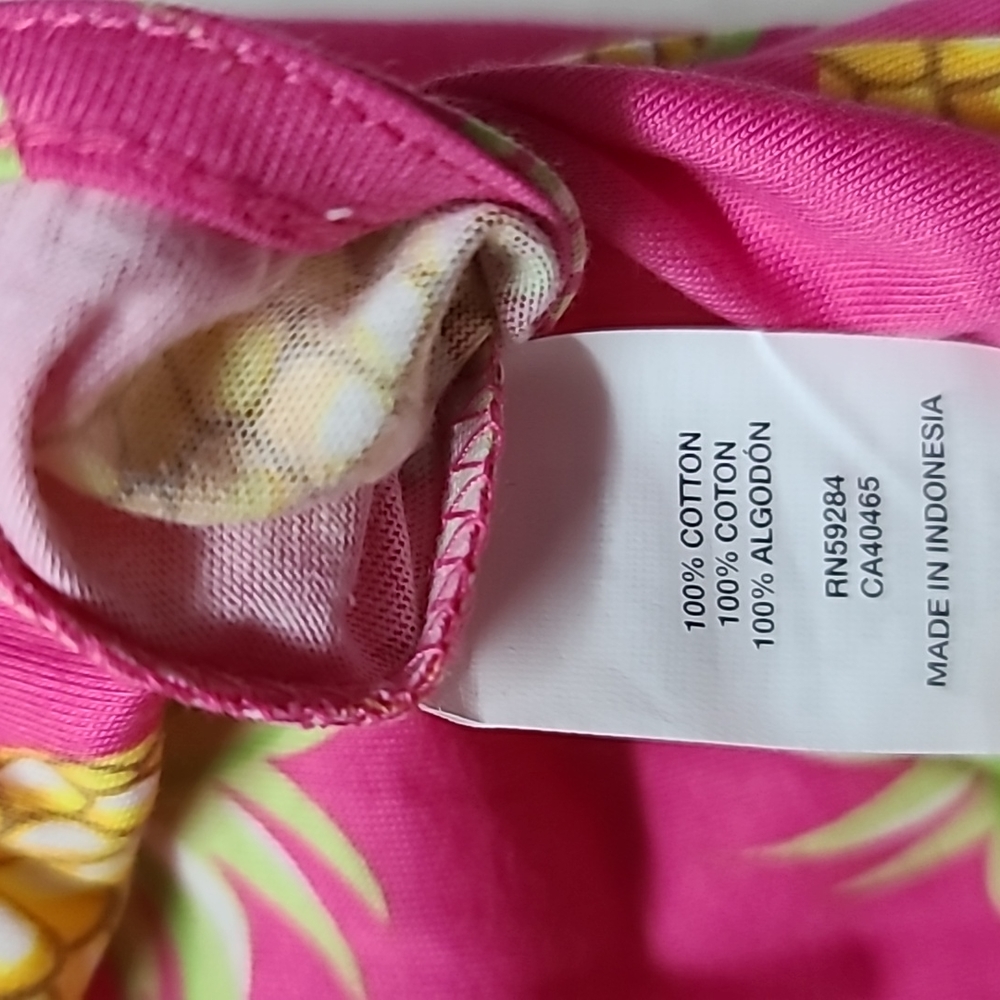 100% COTTON
100% COTON
100% ALGODÓN
RN59284
CA40465
MADE IN INDONESIA